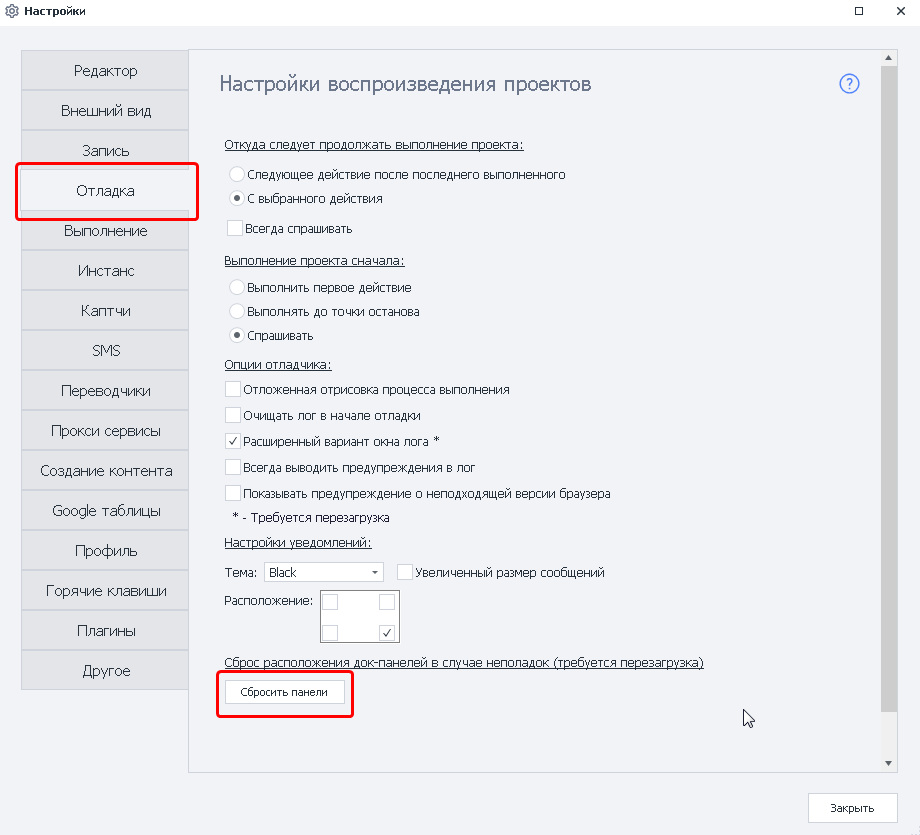 Настройки
Редактор
Внешний вид
Запись
Отладка
Выполнение
Инстанс
Каптчи
SMS
Переводчики
Прокси сервисы
Создание контента
Google таблицы
Профиль
Горячие клавиши
Плагины
Другое
Настройки воспроизведения проектов
?
Откуда следует продолжать выполнение проекта:
Следующее действие после последнего выполненного
С выбранного действия
Всегда спрашивать
Выполнение проекта сначала:
Выполнить первое действие
Выполнять до точки останова
Спрашивать
Опции отладчика:
Отложенная отрисовка процесса выполнения
Очищать лог в начале отладки
Расширенный вариант окна лога *
Всегда выводить предупреждения в лог
Показывать предупреждение о неподходящей версии браузера
* - Требуется перезагрузка
Настройки уведомлений:
Тема: Black Увеличенный размер сообщений
Расположение:
Сброс расположения док-панелей в случае неполадок (требуется перезагрузка)
Сбросить панели
Закрыть